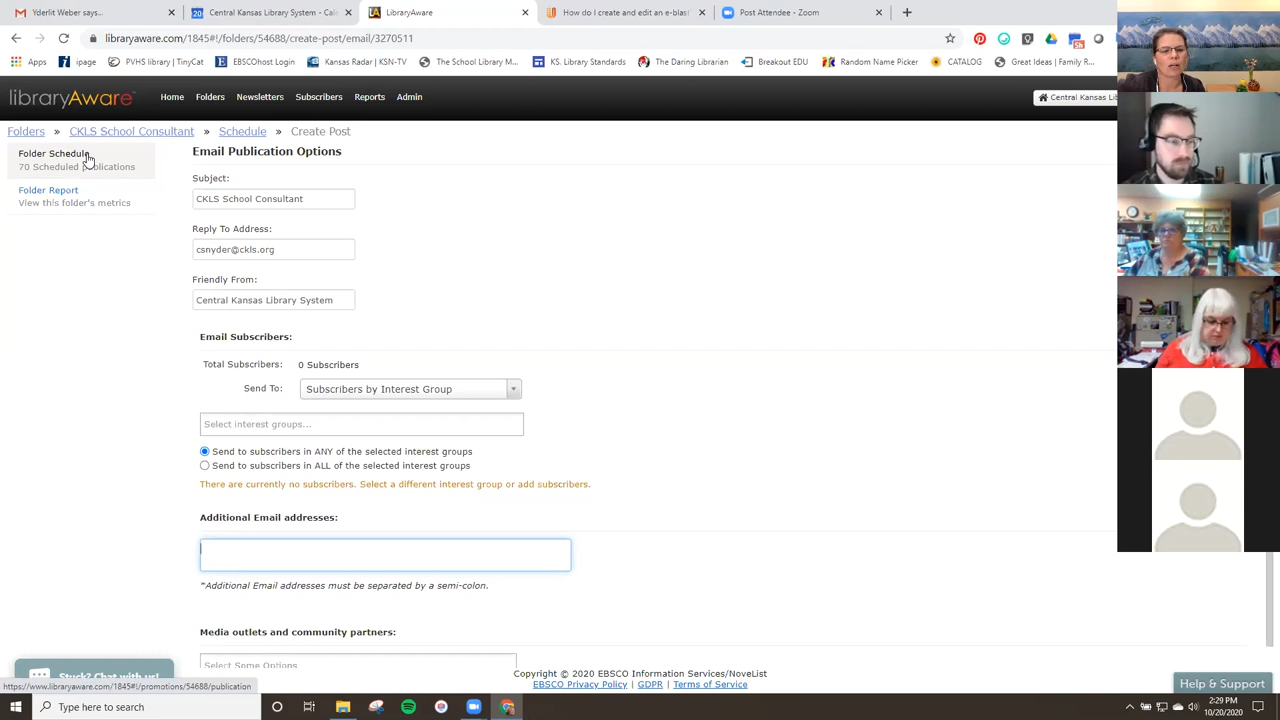 Yderlit Weber says...
Central Kansas Library System - Cale
LibraryAware
How do I create and edit an e-blast
Post Attendee - Zoom
libraryaware.com/1845#!/folders/54688/create-post/email/3270511
Apps
ipage
PVHS library | TinyCat
EBSCOhost Login
Kansas Radar | KSN-TV
The School Library M...
KS. Library Standards
The Daring Librarian
Breakout EDU
Random Name Picker
CATALOG
Great Ideas | Family R...
libraryAware
Home
Folders
Newsletters
Subscribers
Reports
Admin
Central Kansas Lib
Folders » CKLS School Consultant » Schedule » Create Post
Folder Schedule
70 Scheduled Publications
Folder Report
View this folder's metrics
Email Publication Options
Subject:
CKLS School Consultant
Reply To Address:
csnyder@ckls.org
Friendly From:
Central Kansas Library System
Email Subscribers:
Total Subscribers: 0 Subscribers
Send To: Subscribers by Interest Group
Select interest groups...
Send to subscribers in ANY of the selected interest groups
Send to subscribers in ALL of the selected interest groups
There are currently no subscribers. Select a different interest group or add subscribers.
Additional Email addresses:
*Additional Email addresses must be separated by a semi-colon.
Media outlets and community partners:
Select Some Options
Stuck? Chat with us!
Copyright © 2020 EBSCO Information Services/NoveList
EBSCO Privacy Policy | GDPR | Terms of Service
Help & Support
https://www.libraryaware.com/1845#!/promotions/54688/publication
Type here to search
2:29 PM
10/20/2020